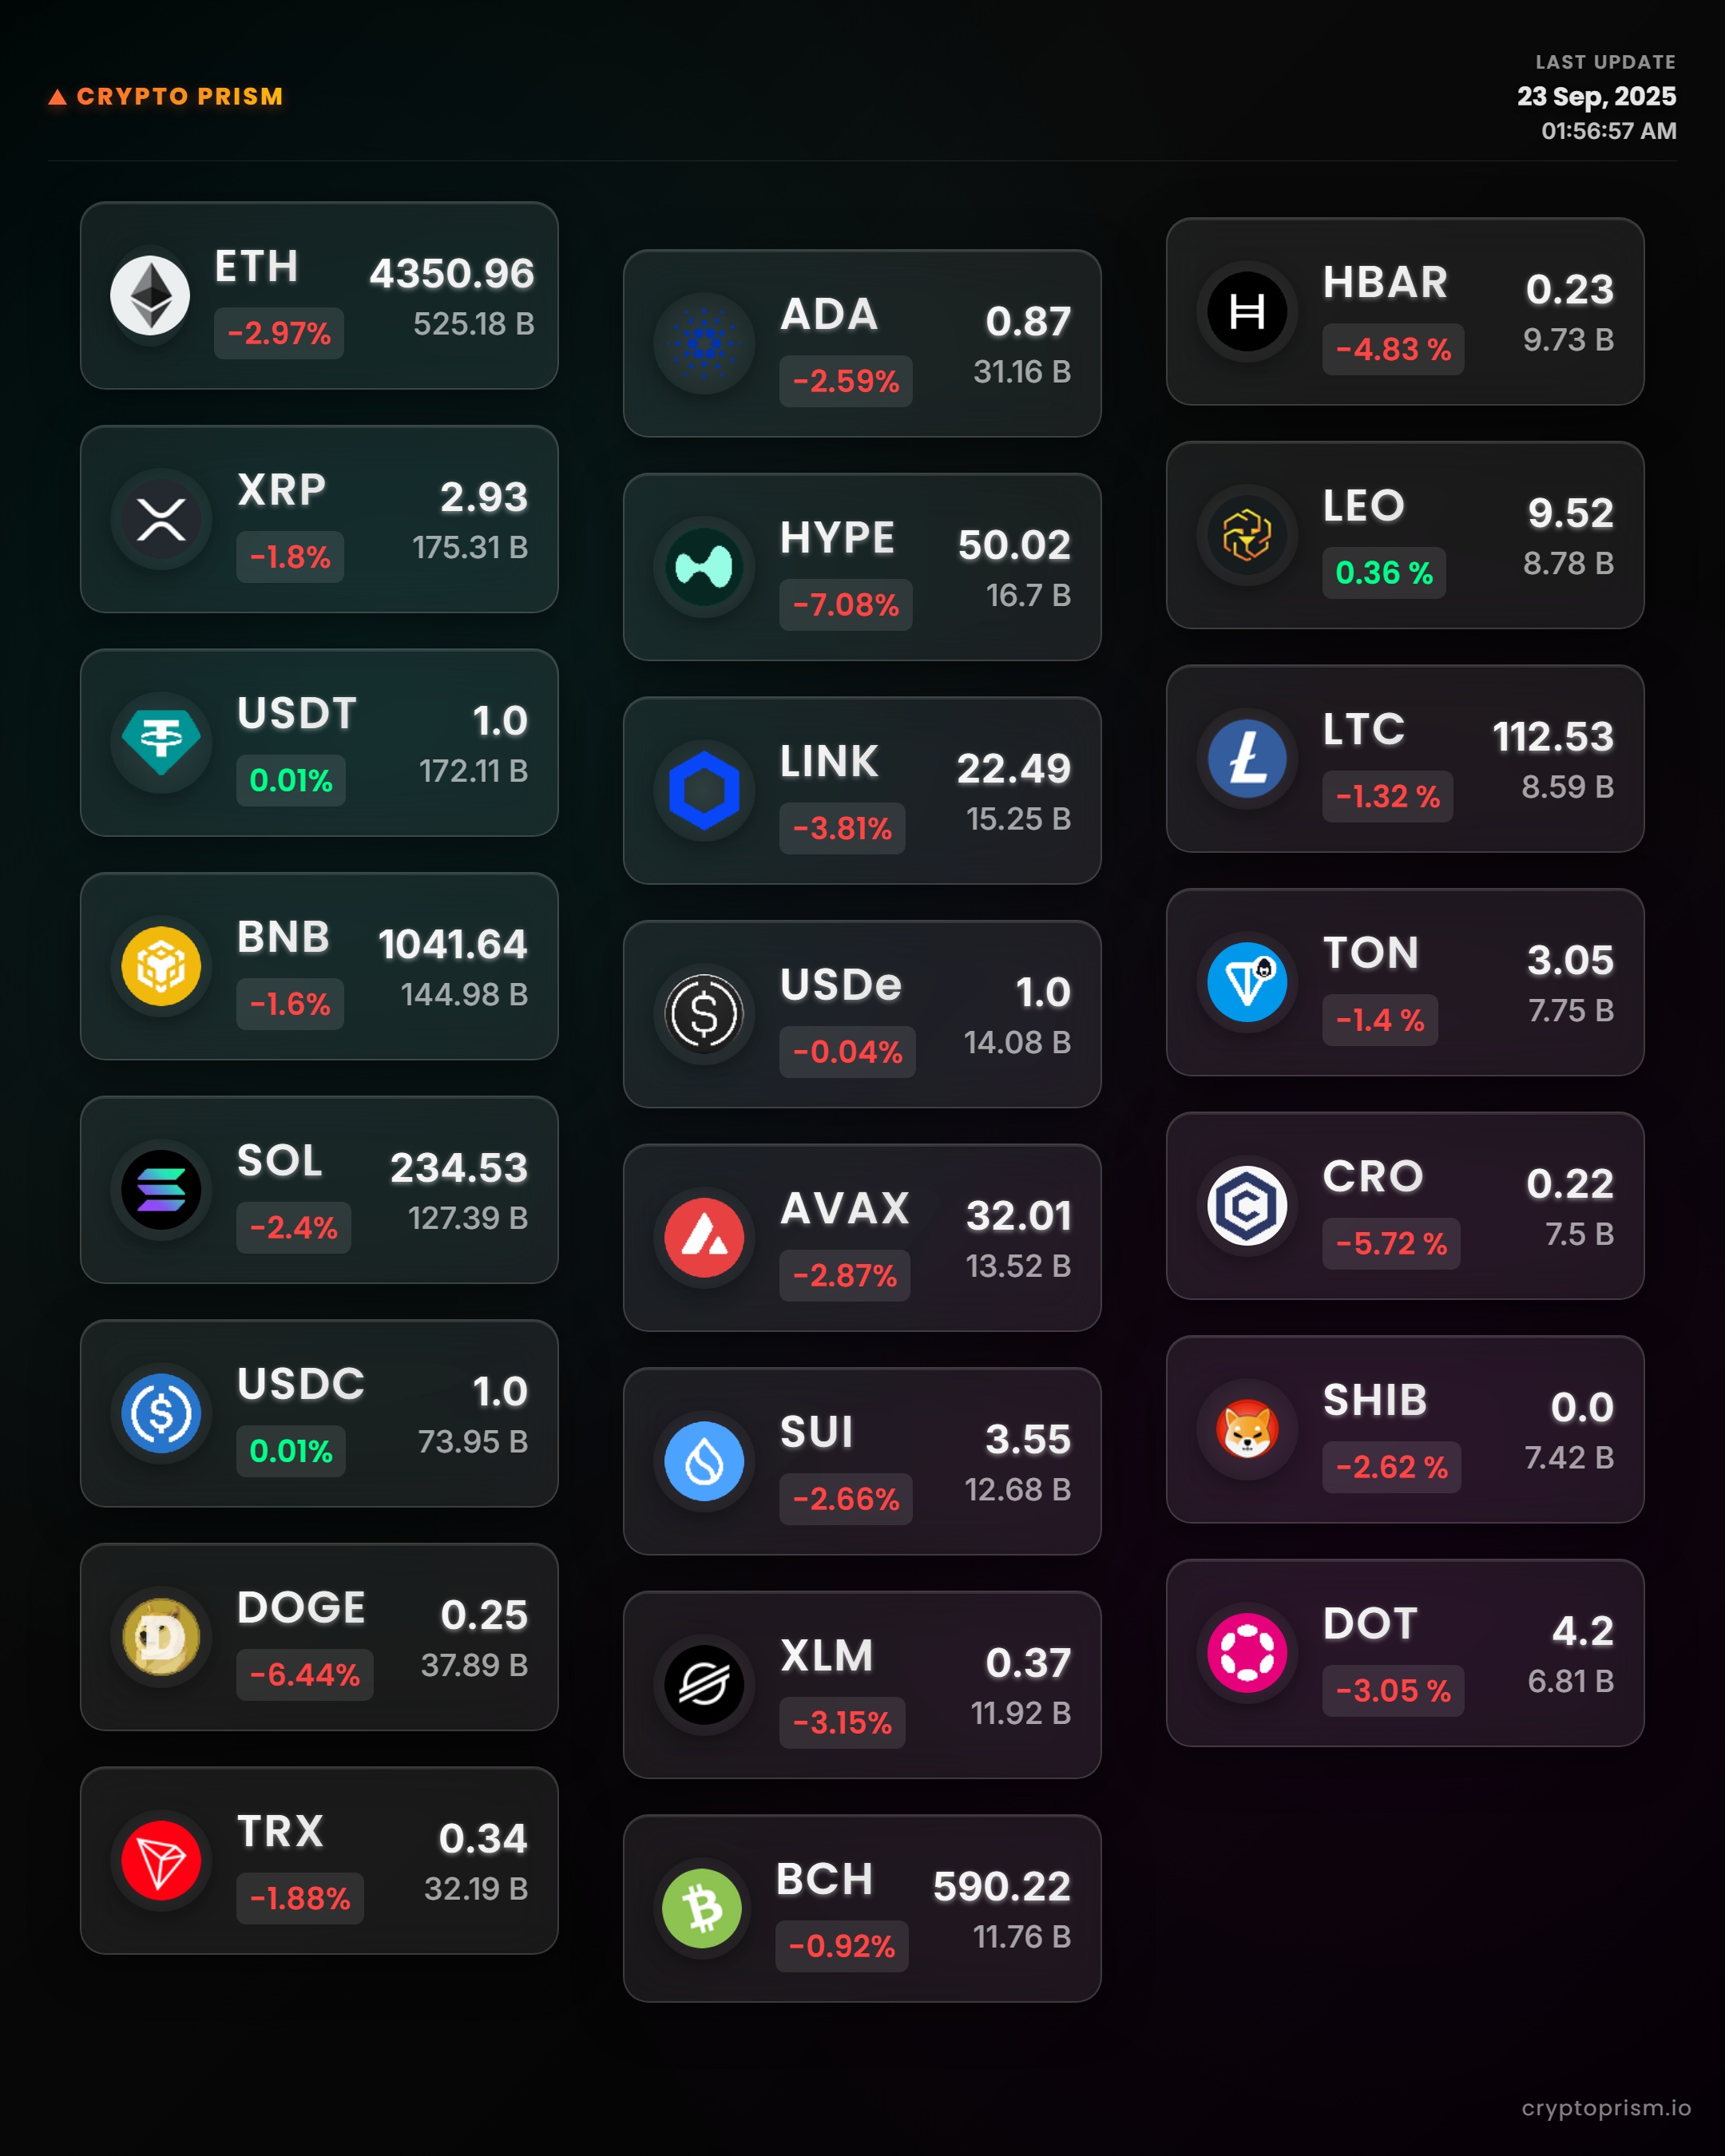 ▲ CRYPTO PRISM
LAST UPDATE
23 Sep, 2025
01:56:57 AM
ETH 4350.96
−2.97% 525.18 B
XRP 2.93
−1.8% 175.31 B
USDT 1.0
0.01% 172.11 B
BNB 1041.64
−1.6% 144.98 B
SOL 234.53
−2.4% 127.39 B
USDC 1.0
0.01% 73.95 B
DOGE 0.25
−6.44% 37.89 B
TRX 0.34
−1.88% 32.19 B
ADA 0.87
−2.59% 31.16 B
HYPE 50.02
−7.08% 16.7 B
LINK 22.49
−3.81% 15.25 B
USDe 1.0
−0.04% 14.08 B
AVAX 32.01
−2.87% 13.52 B
SUI 3.55
−2.66% 12.68 B
XLM 0.37
−3.15% 11.92 B
BCH 590.22
−0.92% 11.76 B
HBAR 0.23
−4.83 % 9.73 B
LEO 9.52
0.36 % 8.78 B
LTC 112.53
−1.32 % 8.59 B
TON 3.05
−1.4 % 7.75 B
CRO 0.22
−5.72 % 7.5 B
SHIB 0.0
−2.62 % 7.42 B
DOT 4.2
−3.05 % 6.81 B
cryptoprism.io